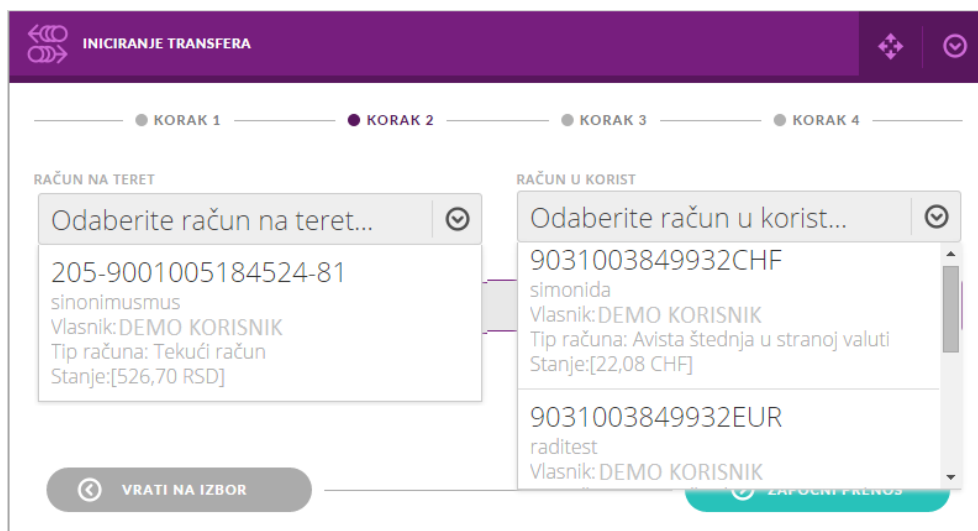 INICIRANJE TRANSFERA
KORAK 1
KORAK 2
KORAK 3
KORAK 4
RAČUN NA TERET
Odaberite račun na teret...
205-9001005184524-81
sinonimusmus
Vlasnik: DEMO KORISNIK
Tip računa: Tekući račun
Stanje:[526,70 RSD]
RAČUN U KORIST
Odaberite račun u korist...
9031003849932CHF
simonida
Vlasnik: DEMO KORISNIK
Tip računa: Avista štednja u stranoj valuti
Stanje:[22,08 CHF]
9031003849932EUR
raditest
Vlasnik: DEMO KORISNIK
VRATI NA IZBOR
ZAPOČNI PRENOS